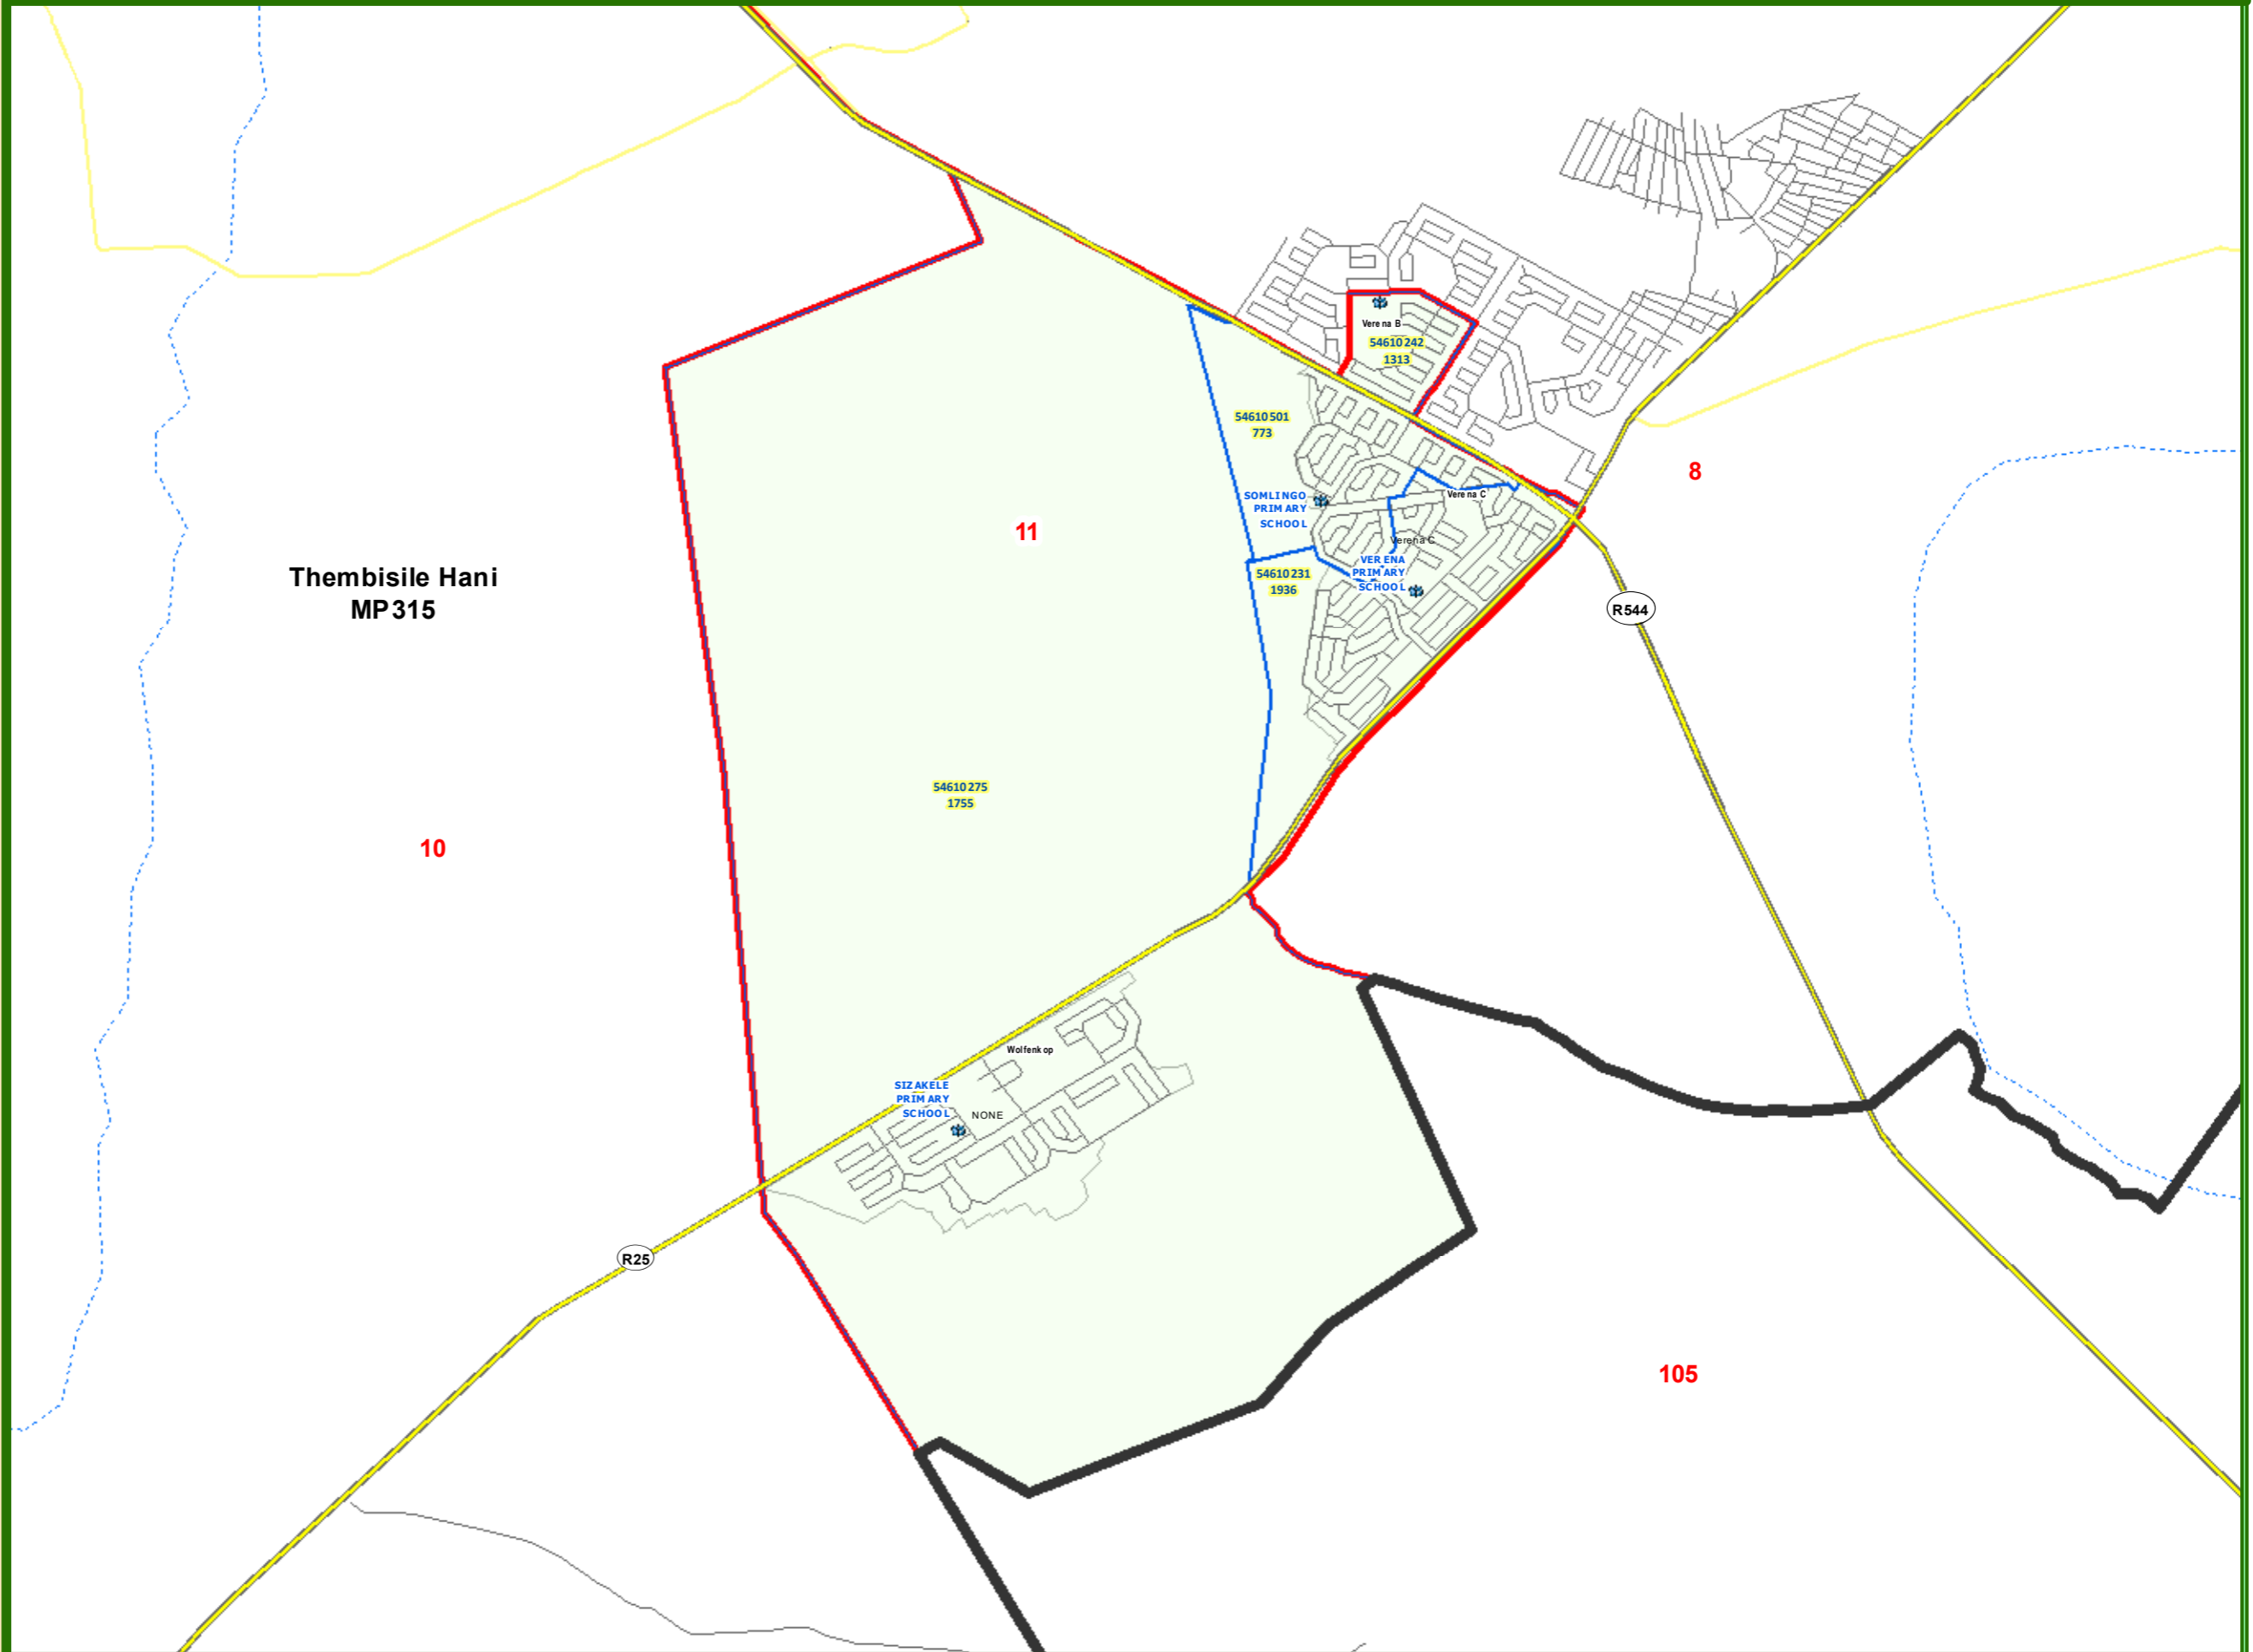 Verena B
54610242
1313
54610501
773
8
SOMLINGO
PRIMARY
SCHOOL
Verena C
11
Verena C
VERENA
PRIMARY
SCHOOL
54610231
1936
Thembisile Hani
MP315
R544
54610275
1755
10
Wolfenkop
SIZAKELE
PRIMARY
SCHOOL
NONE
R25
105